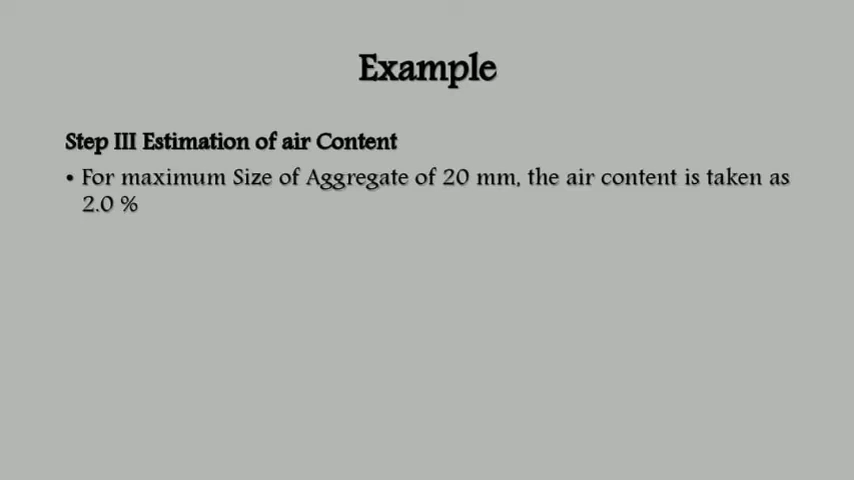 Example
Step III Estimation of air Content
• For maximum Size of Aggregate of 20 mm, the air content is taken as
2.0 %